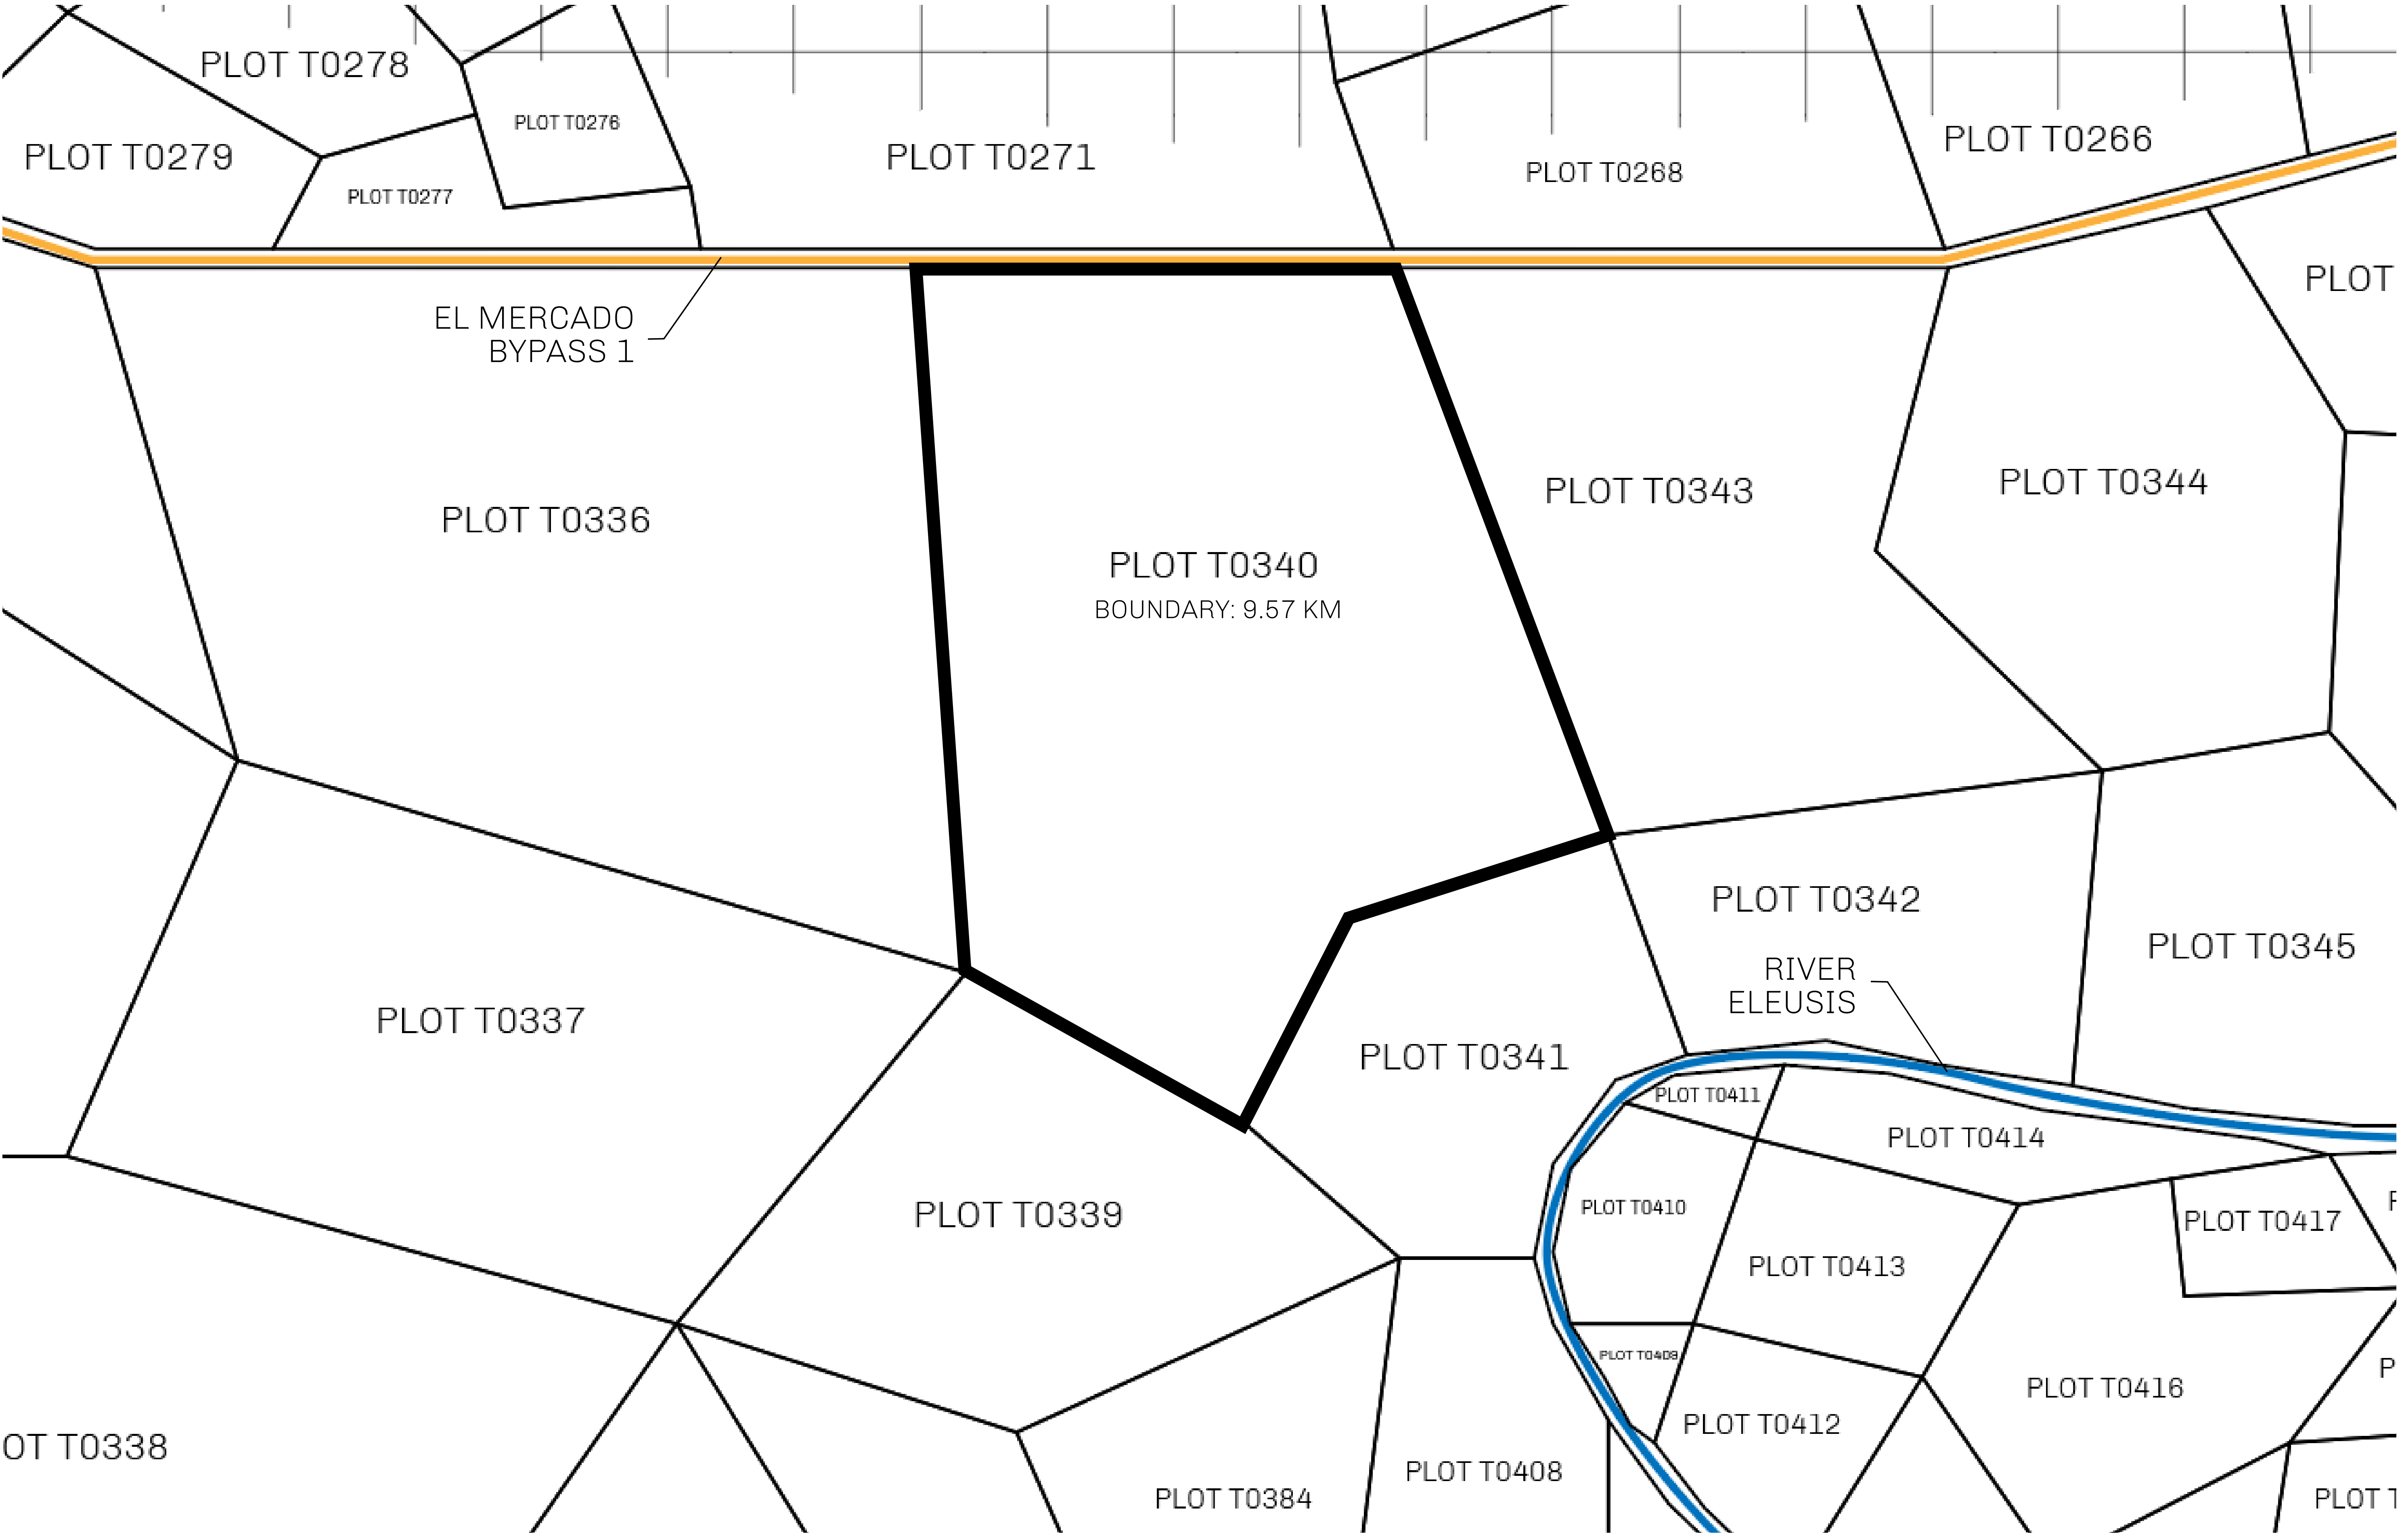 PLOT T0278
PLOT T0276
PLOT T0279
PLOT T0277
PLOT T0271
PLOT T0268
PLOT T0266
PLOT
EL MERCADO
BYPASS 1
PLOT T0336
PLOT T0340
BOUNDARY: 9.57 KM
PLOT T0343
PLOT T0344
PLOT T0342
PLOT T0345
RIVER
ELEUSIS
PLOT T0337
PLOT T0341
PLOT T0411
PLOT T0414
PLOT T0339
PLOT T0410
PLOT T0417
PLOT T0413
PLOT T0409
PLOT T0416
PLOT T0412
OT T0338
PLOT T0408
PLOT T0384
PLOT T